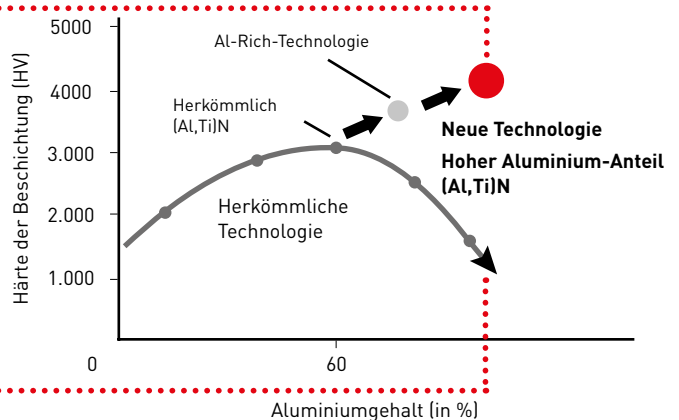 Härte der Beschichtung (HV)
5000
4000
3.000
2.000
1.000
0
60
Aluminiumgehalt (in %)
Al-Rich-Technologie
Herkömmlich
(Al,Ti)N
Neue Technologie
Hoher Aluminium-Anteil
(Al,Ti)N
Herkömmliche
Technologie